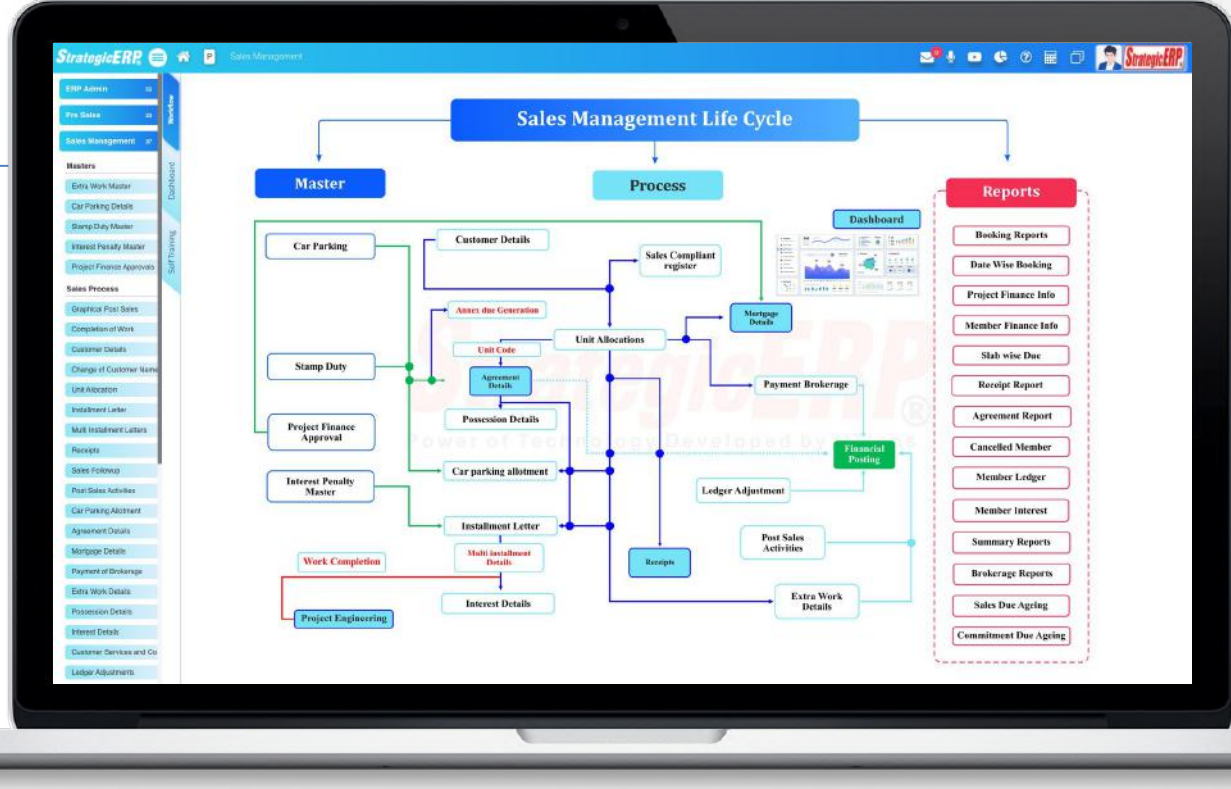 StrategicERP
P
Sales Management
StrategicERP
ERP Admin
Pre Sales
Sales Management
Masters
Extra Work Master
Car Parking Details
Stamp Duty Master
Interest Penalty Master
Project Finance Approvals
Sales Process
Graphical Post Sales
Completion of Work
Customer Details
Change of Customer Name
Unit Allocation
Installment Letter
Multi Installment Letters
Receipts
Sales Followup
Post Sales Activities
Car Parking Allotment
Agreement Details
Mortgage Details
Payment of Brokerage
Extra Work Details
Possession Details
Interest Details
Customer Services and Co
Ledger Adjustments
Workflow
Dashboard
Self Training
Sales Management Life Cycle
Master
Process
Reports
Dashboard
Car Parking
Customer Details
Sales Compliant
register
Annex due Generation
Mortgage
Details
Unit Code
Unit Allocations
Stamp Duty
Agreement
Details
Payment Brokerage
Possession Details
Project Finance
Approval
Financial
Posting
Car parking allotment
Interest Penalty
Master
Ledger Adjustment
Installment Letter
Post Sales
Activities
Work Completion
Multi installment
Details
Receipts
Interest Details
Extra Work
Details
Project Engineering
StrategicERP
®
Power of Technology Developed by
Booking Reports
Date Wise Booking
Project Finance Info
Member Finance Info
Slab wise Due
Receipt Report
Agreement Report
Cancelled Member
Member Ledger
Member Interest
Summary Reports
Brokerage Reports
Sales Due Ageing
Commitment Due Ageing